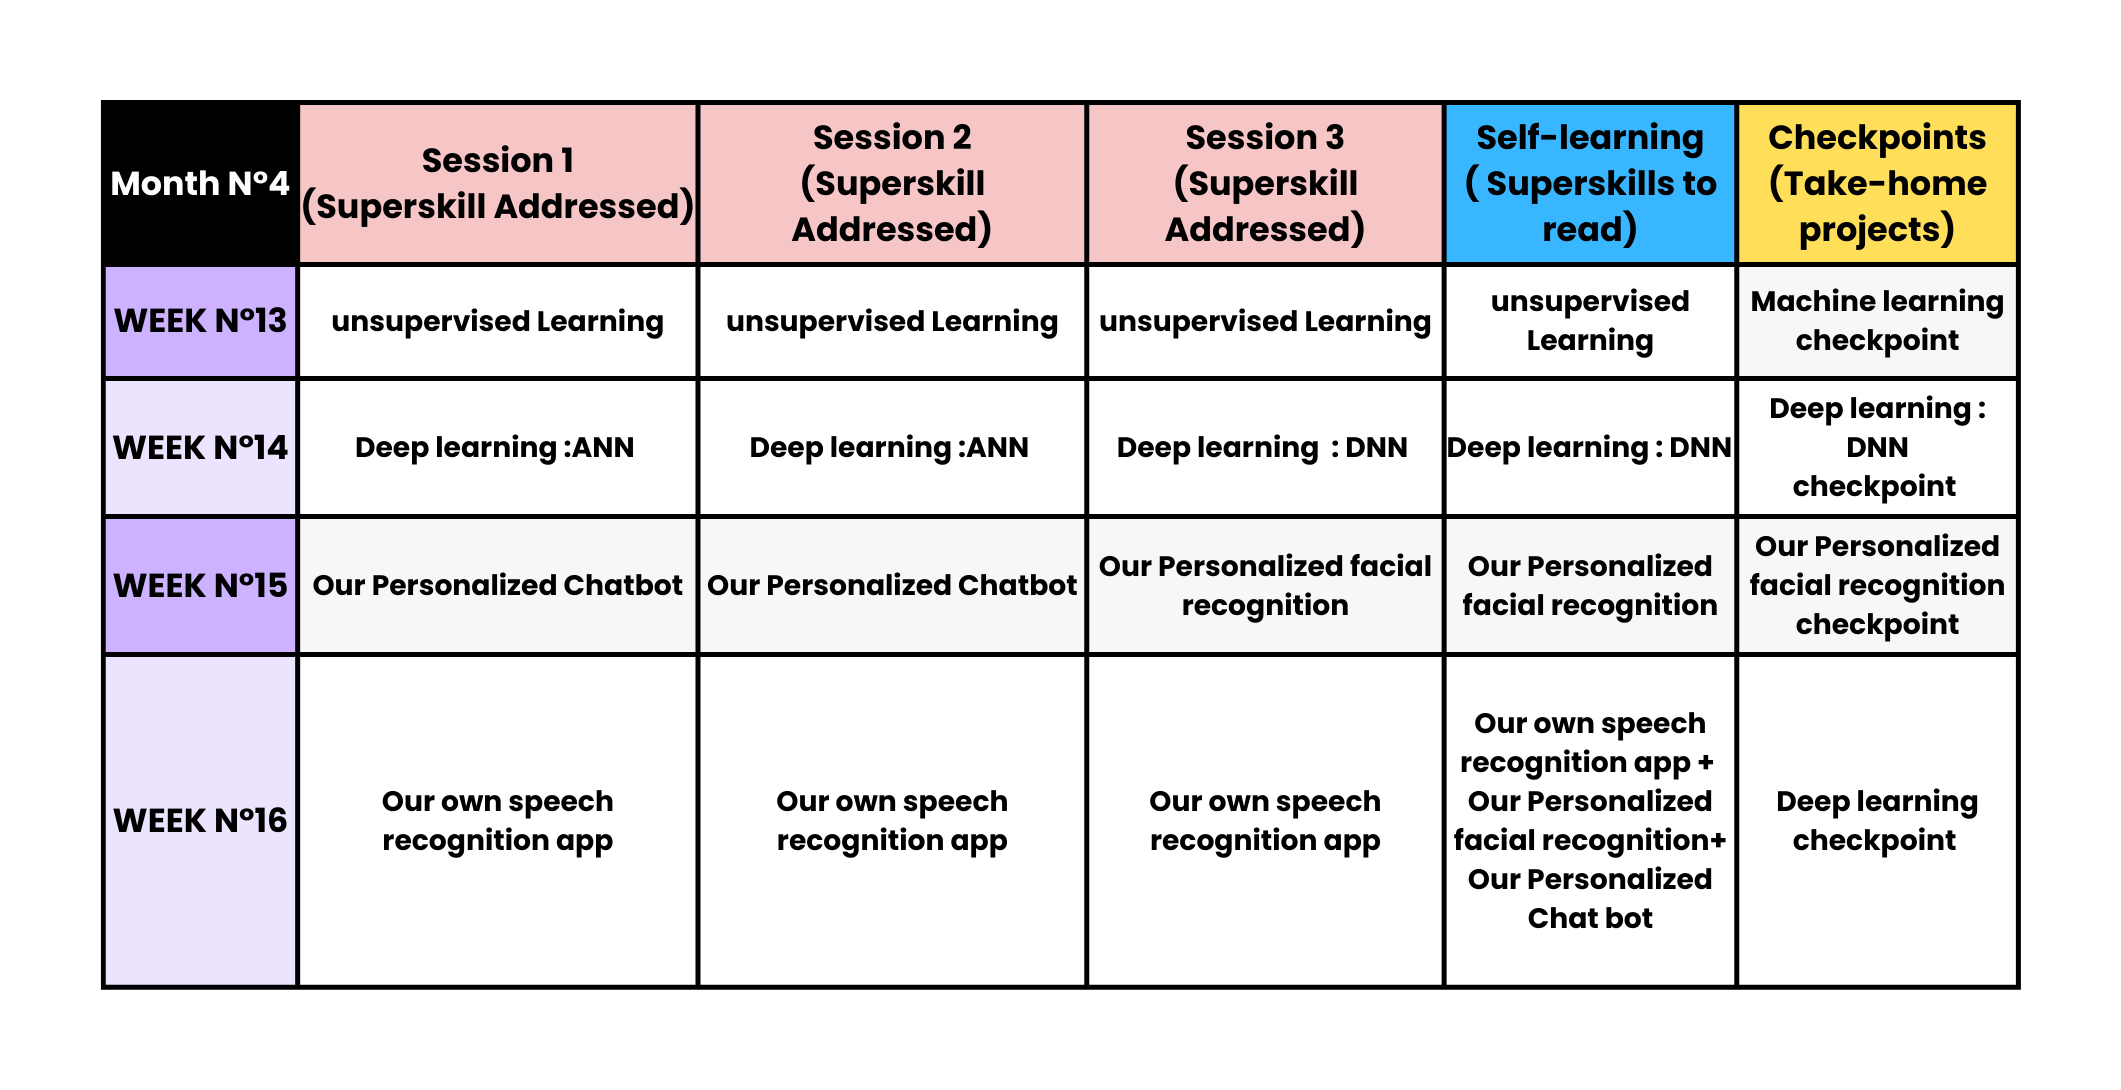 Month Nº4
Session 1
(Superskill Addressed)
Session 2
(Superskill
Addressed)
Session 3
(Superskill
Addressed)
Self-learning
( Superskills to
read)
Checkpoints
(Take-home
projects)
WEEK Nº13
unsupervised Learning
unsupervised Learning
unsupervised Learning
unsupervised
Learning
Machine learning
checkpoint
WEEK Nº14
Deep learning :ANN
Deep learning :ANN
Deep learning  : DNN
Deep learning : DNN
Deep learning :
DNN
checkpoint
WEEK Nº15
Our Personalized Chatbot
Our Personalized Chatbot
Our Personalized facial
recognition
Our Personalized
facial recognition
Our Personalized
facial recognition
checkpoint
WEEK Nº16
Our own speech
recognition app
Our own speech
recognition app
Our own speech
recognition app
Our own speech
recognition app +
Our Personalized
facial recognition+
Our Personalized
Chat bot
Deep learning
checkpoint